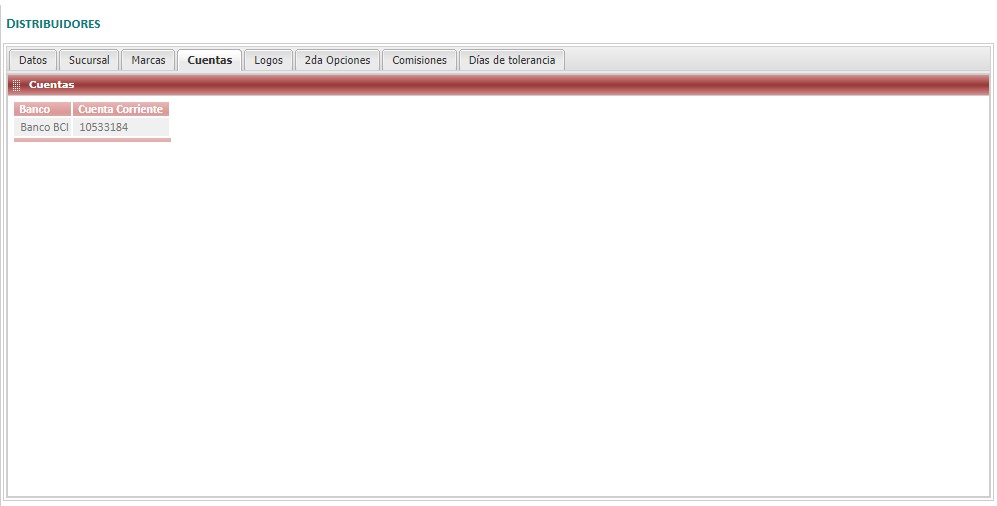 DISTRIBUIDORES
Datos Sucursal Marcas Cuentas Logos 2da Opciones Comisiones Días de tolerancia
Cuentas
Banco Cuenta Corriente
Banco BCI 10533184